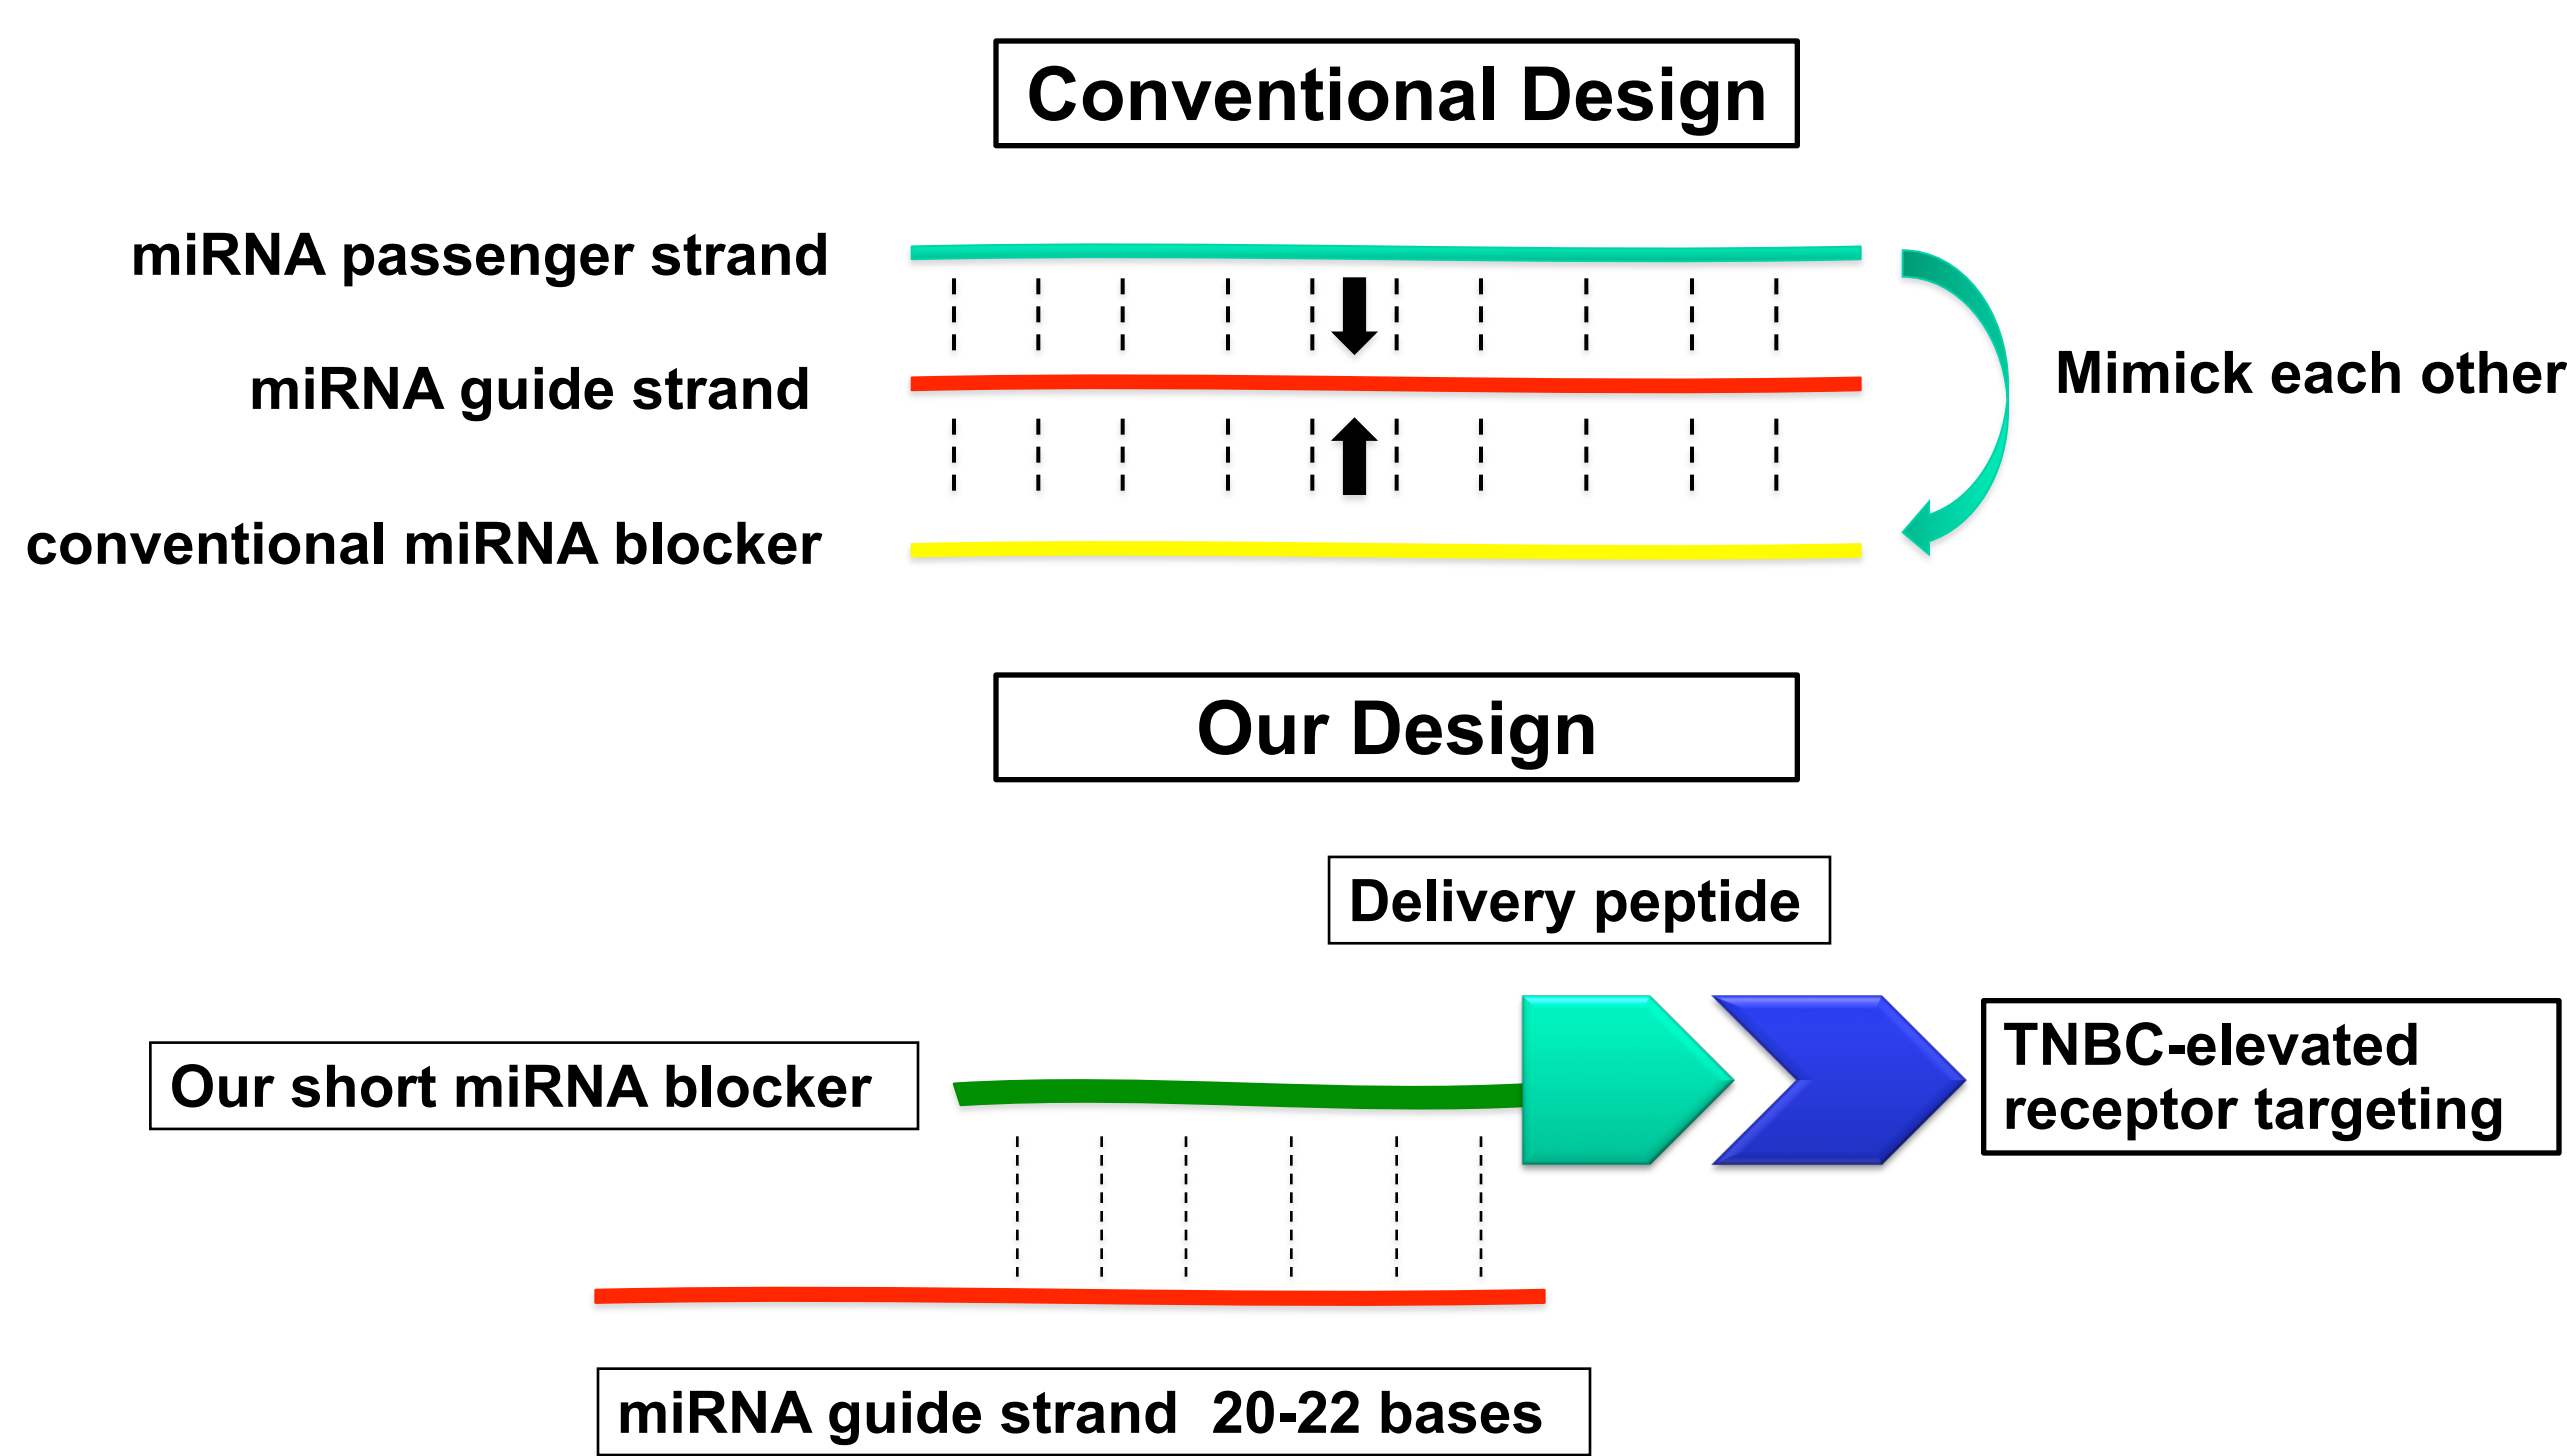 Conventional Design
miRNA passenger strand
miRNA guide strand
Mimick each other
conventional miRNA blocker
Our Design
Delivery peptide
Our short miRNA blocker
TNBC-elevated
receptor targeting
miRNA guide strand  20-22 bases